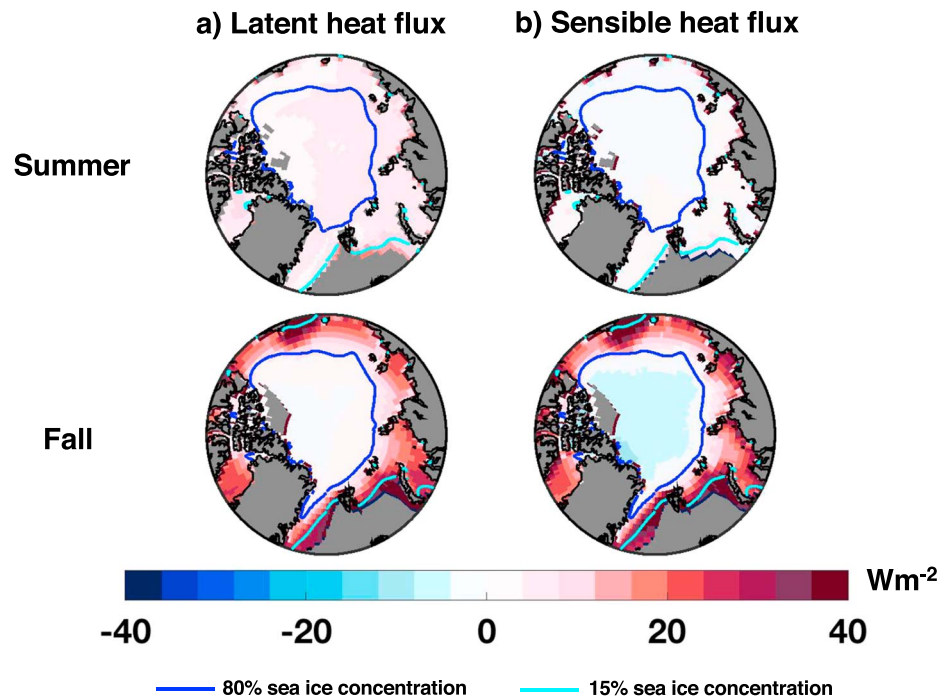 a) Latent heat flux
b) Sensible heat flux
Summer
Fall
Wm-2
-40 -20 0 20 40
80% sea ice concentration
15% sea ice concentration